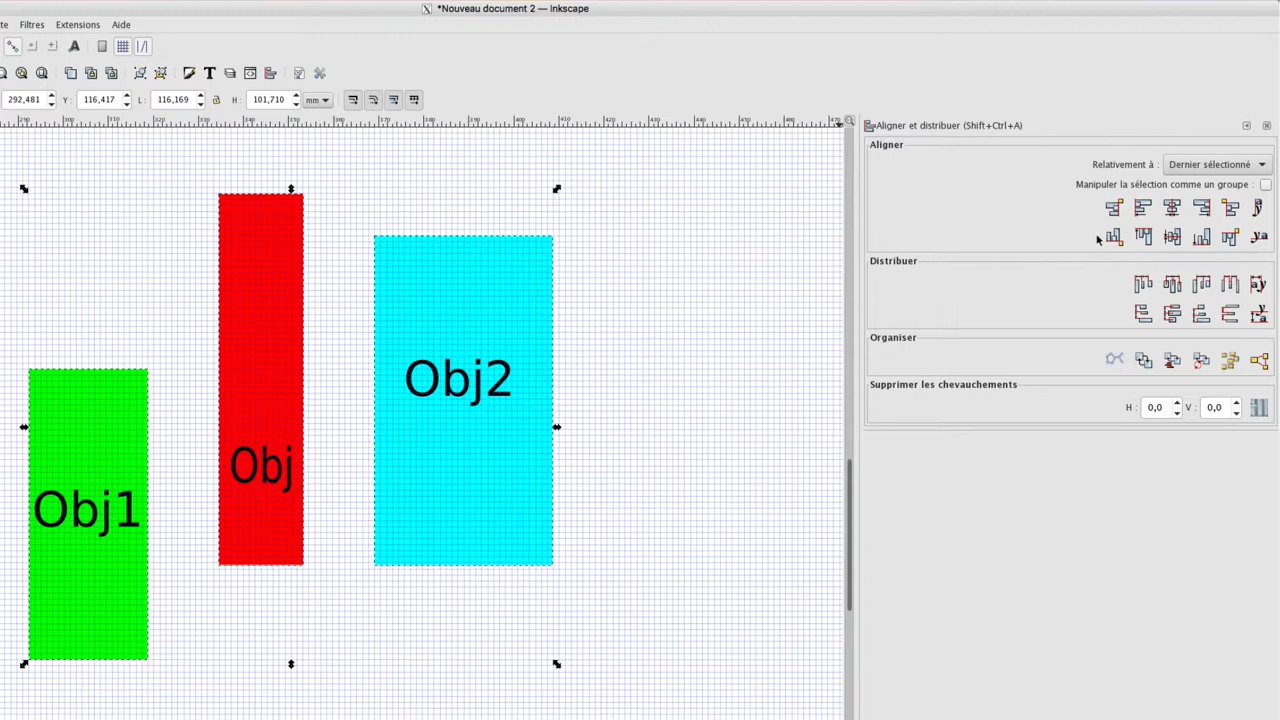 *Nouveau document 2 — Inkscape
Filtres Extensions Aide
292,481 Y : 116,417 L : 116,169 H : 101,710 mm
Aligner et distribuer (Shift+Ctrl+A)
Aligner
Relativement à : Dernier sélectionné
Manipuler la sélection comme un groupe :
Distribuer
Organiser
Supprimer les chevauchements
H : 0,0 V : 0,0
Obj2
Obj
Obj1